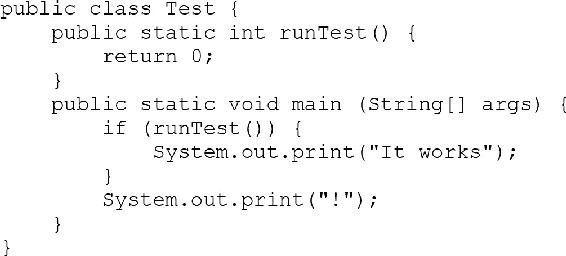 public class Test {
    public static int runTest() {
        return 0;
    }
    public static void main (String[] args) {
        if (runTest()) {
            System.out.print("It works");
        }
        System.out.print("!");
    }
}